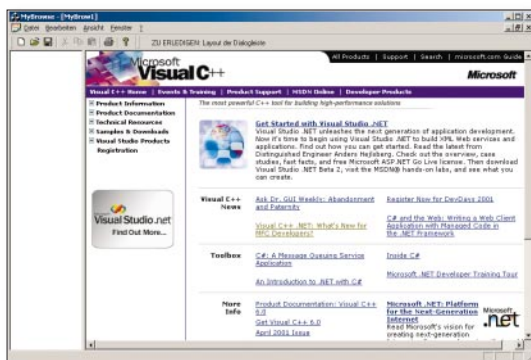 MyBrowse - [MyBrow1]
Datei Bearbeiten Ansicht Fenster ?
ZU ERLEDIGEN: Layout der Dialogleiste
All Products | Support | Search | microsoft.com Guide
Microsoft
Visual C++
Microsoft
Visual C++ Home | Events & Training | Product Support | MSDN Online | Developer Products
Product Information
Product Documentation
Technical Resources
Samples & Downloads
Visual Studio Products
Registration
Visual Studio.net
Find Out More...
The most powerful C++ tool for building high-performance solutions
Get Started with Visual Studio .NET
Visual Studio .NET unleashes the next generation of application development.
Now it's time to begin using Visual Studio .NET to build XML Web services and
applications. Find out how you can get started. Read the latest from
Distinguished Engineer Anders Hejlsberg. Check out the overview, case
studies, fast facts, and free Microsoft ASP.NET Go Live license. Then download
Visual Studio .NET Beta 2, visit the MSDN® hands-on labs, and see what you
can create.
Visual C++
News
Ask Dr. GUI Weekly: Abandonment
and Paternity
Visual C++ .NET: What's New for
MFC Developers?
Register Now for DevDays 2001
C# and the Web: Writing a Web Client
Application with Managed Code in
the .NET Framework
Toolbox
C#: A Message Queuing Service
Application
An Introduction to .NET with C#
Inside C#
Microsoft .NET Developer Training Tour
More
Info
Product Documentation: Visual C++
6.0
Get Visual C++ 6.0
April 2001 Issue
Microsoft .NET: Platform
for the Next-Generation
Internet
Read Microsoft's vision for
creating next-generation
Microsoft
.net